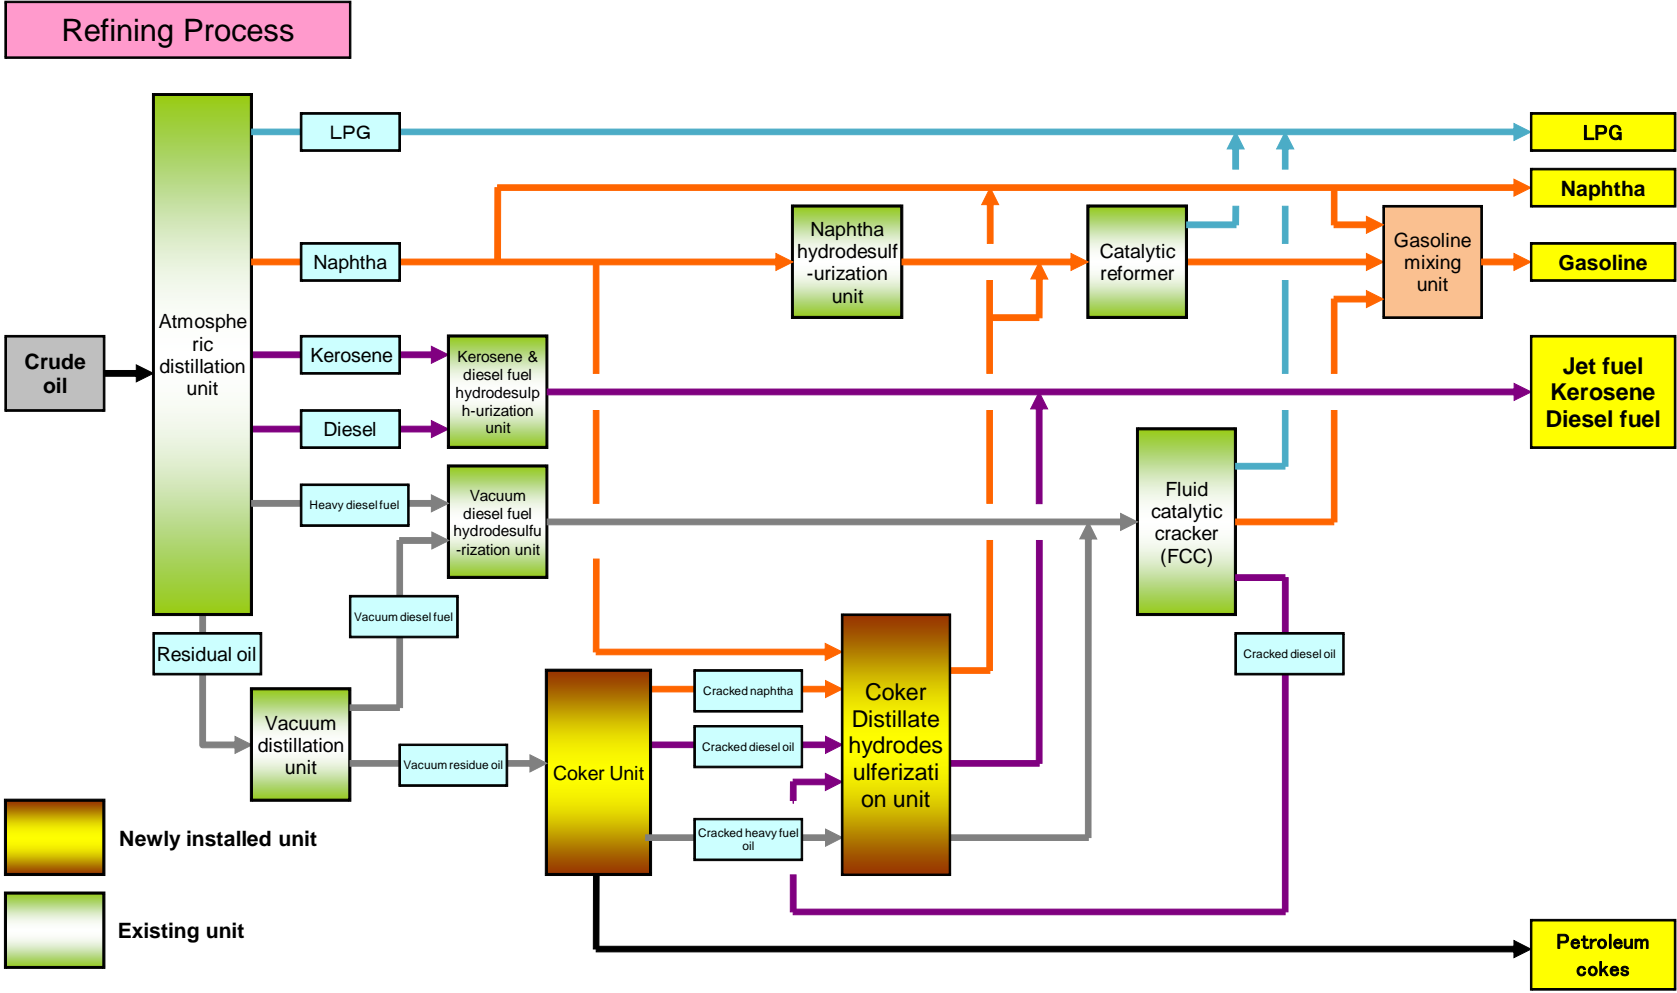 Refining Process
LPG
LPG
Naphtha
Naphtha
hydrodesulf
-urization
unit
Catalytic
reformer
Gasoline
mixing
unit
Naphtha
Gasoline
Crude
oil
Atmosphe
ric
distillation
unit
Kerosene
Diesel
Kerosene &
diesel fuel
hydrodesulp
h-urization
unit
Jet fuel
Kerosene
Diesel fuel
Heavy diesel fuel
Vacuum
diesel fuel
hydrodesulfu
-rization unit
Fluid
catalytic
cracker
(FCC)
Vacuum diesel fuel
Residual oil
Cracked diesel oil
Vacuum
distillation
unit
Vacuum residue oil
Coker Unit
Cracked naphtha
Cracked diesel oil
Cracked heavy fuel
oil
Coker
Distillate
hydrodes
ulferizati
on unit
Newly installed unit
Existing unit
Petroleum
cokes